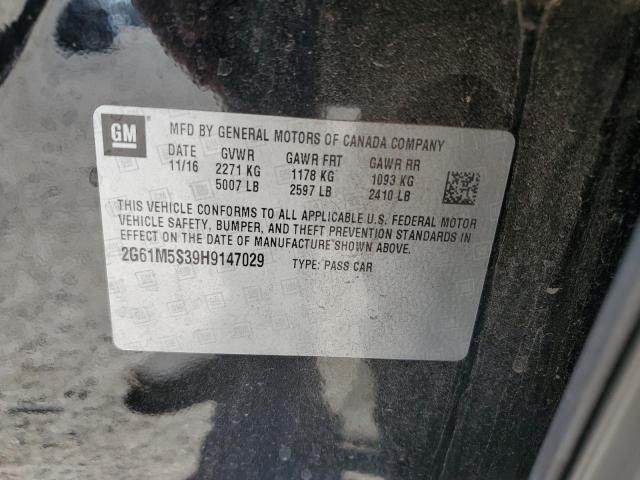 GM
MFD BY GENERAL MOTORS OF CANADA COMPANY
DATE GVWR GAWR FRT GAWR RR
11/16 2271 KG 1178 KG 1093 KG
5007 LB 2597 LB 2410 LB
THIS VEHICLE CONFORMS TO ALL APPLICABLE U.S. FEDERAL MOTOR
VEHICLE SAFETY, BUMPER, AND THEFT PREVENTION STANDARDS IN
EFFECT ON THE DATE OF MANUFACTURE SHOWN ABOVE.
2G61M5S39H9147029 TYPE: PASS CAR